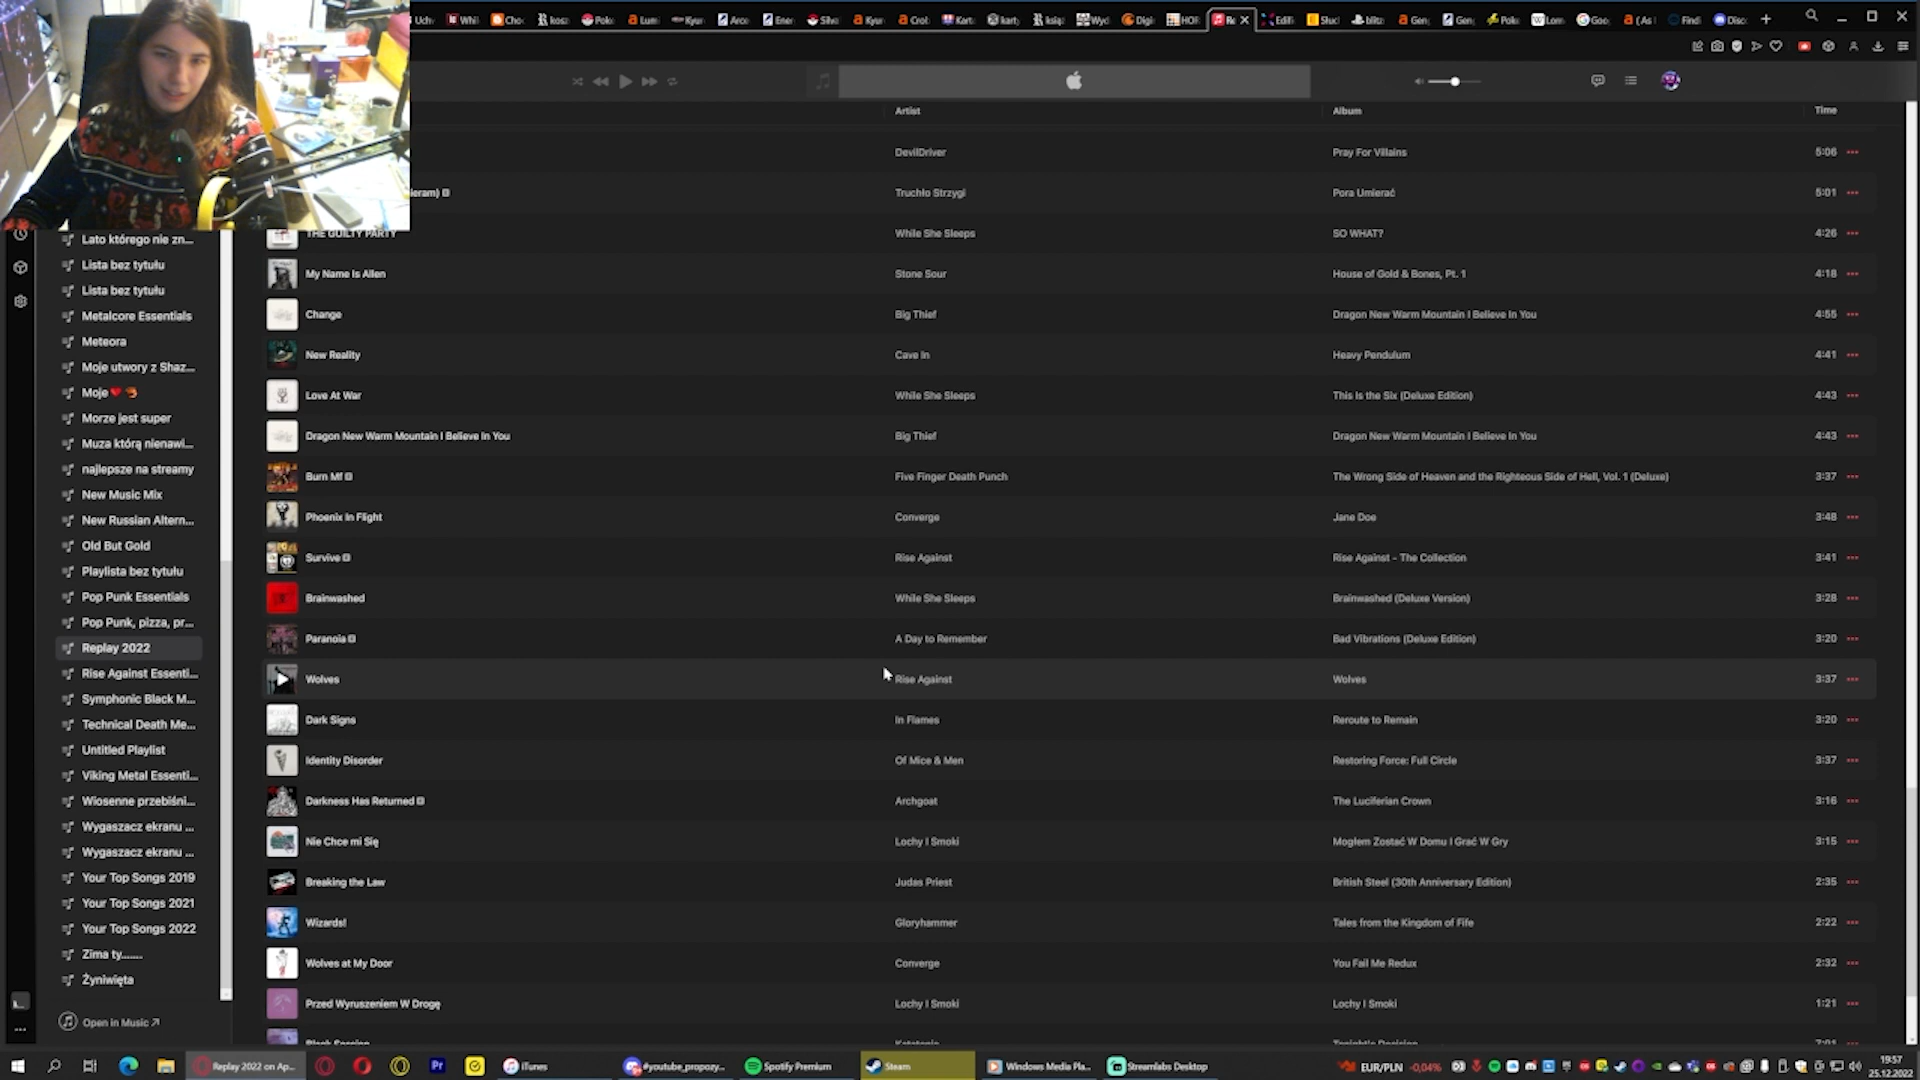 Artist Album Time
DevilDriver Pray For Villains 5:06
Truchło Strzygi Pora Umierać 5:01
THE GUILTY PARTY While She Sleeps SO WHAT? 4:26
My Name Is Alien Stone Sour House of Gold & Bones, Pt. 1 4:18
Change Big Thief Dragon New Warm Mountain I Believe In You 4:55
New Reality Cave In Heavy Pendulum 4:41
Love At War While She Sleeps This Is the Six (Deluxe Edition) 4:43
Dragon New Warm Mountain I Believe In You Big Thief Dragon New Warm Mountain I Believe In You 4:43
Burn Mf Five Finger Death Punch The Wrong Side of Heaven and the Righteous Side of Hell, Vol. 1 (Deluxe) 3:37
Phoenix In Flight Converge Jane Doe 3:48
Survive Rise Against Rise Against - The Collection 3:41
Brainwashed While She Sleeps Brainwashed (Deluxe Version) 3:28
Paranoia A Day to Remember Bad Vibrations (Deluxe Edition) 3:20
Wolves Rise Against Wolves 3:37
Dark Signs In Flames Reroute to Remain 3:20
Identity Disorder Of Mice & Men Restoring Force: Full Circle 3:37
Darkness Has Returned Archgoat The Luciferian Crown 3:16
Nie Chce mi Się Lochy I Smoki Mogłem Zostać W Domu I Grać W Gry 3:15
Breaking the Law Judas Priest British Steel (30th Anniversary Edition) 2:35
Wizards! Gloryhammer Tales from the Kingdom of Fife 2:22
Wolves at My Door Converge You Fail Me Redux 2:32
Przed Wyruszeniem W Drogę Lochy I Smoki Lochy I Smoki 1:21
Lato którego nie zn...
Lista bez tytułu
Lista bez tytułu
Metalcore Essentials
Meteora
Moje utwory z Shaz...
Moje
Morze jest super
Muza którą nienawi...
najlepsze na streamy
New Music Mix
New Russian Altern...
Old But Gold
Playlista bez tytułu
Pop Punk Essentials
Pop Punk, pizza, pr...
Replay 2022
Rise Against Essenti...
Symphonic Black M...
Technical Death Me...
Untitled Playlist
Viking Metal Essenti...
Wiosenne przebiśni...
Wygaszacz ekranu ...
Wygaszacz ekranu ...
Your Top Songs 2019
Your Top Songs 2021
Your Top Songs 2022
Zima ty.......
Żyniwięta
Open in Music
Replay 2022 on Ap... iTunes #youtube_propozy... Spotify Premium Steam Windows Media Pla... Streamlabs Desktop EUR/PLN -0,04% 19:57
25.12.2022